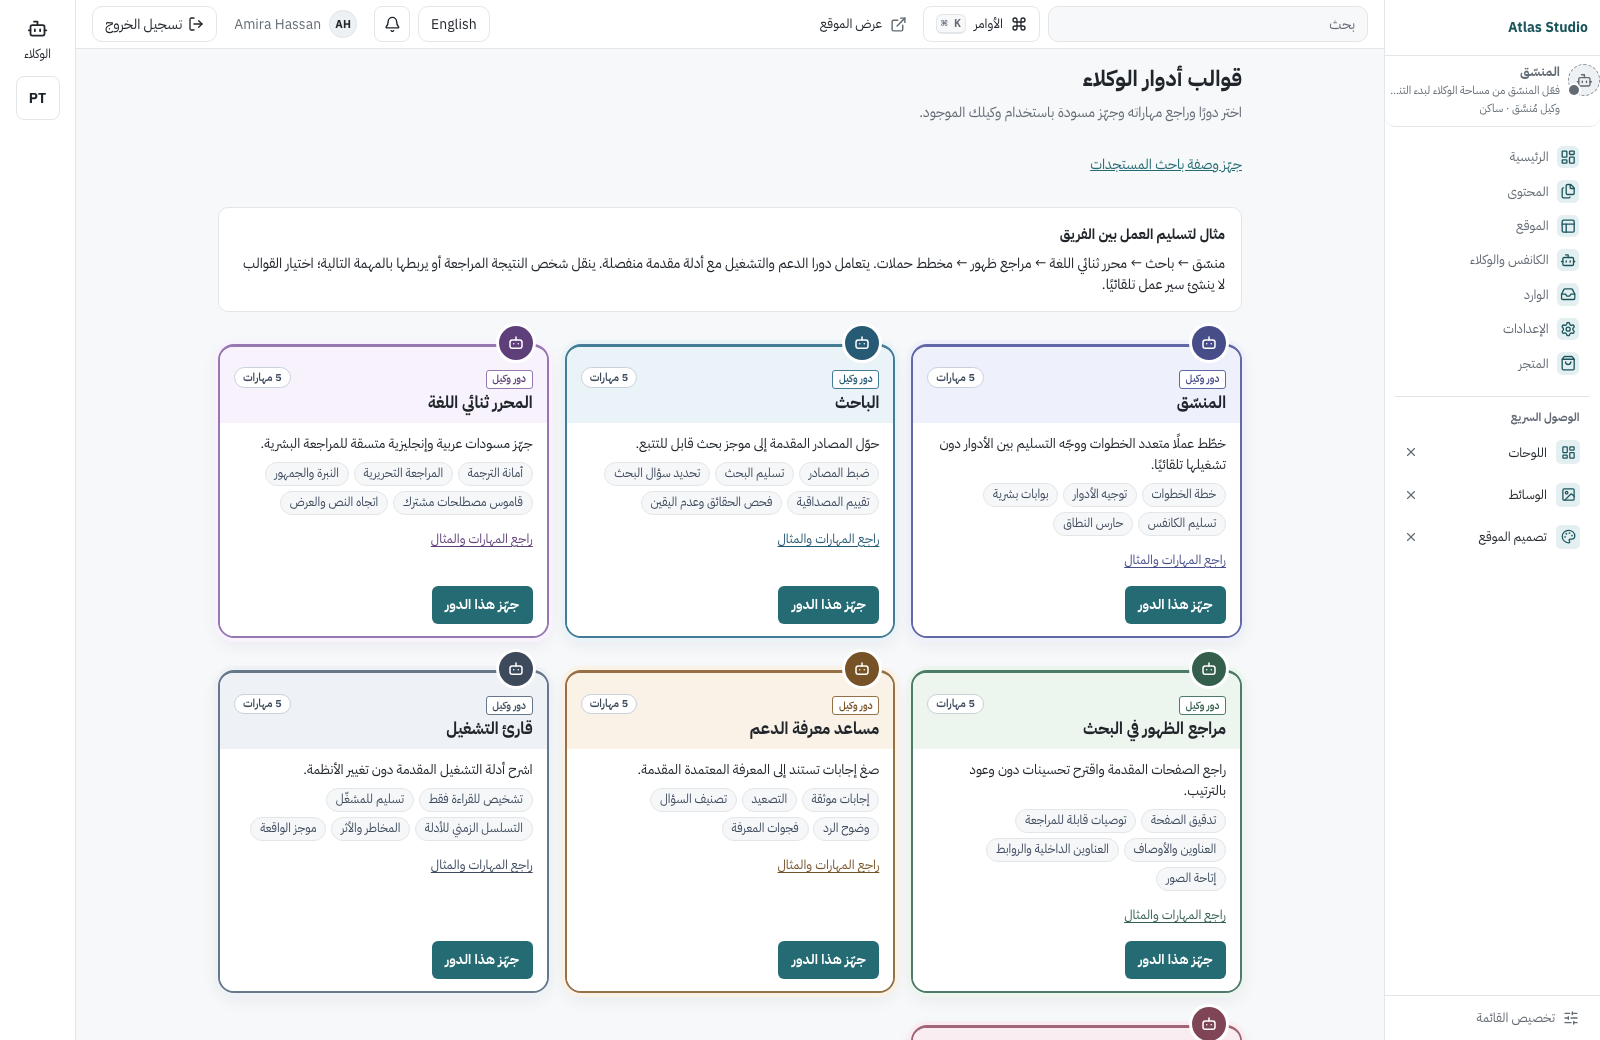 Atlas Studio
المنسّق
فعّل المنسّق من مساحة الوكلاء لبدء التنـ...
وكيل مُنسَّق · ساكن
الرئيسية
المحتوى
الموقع
الكانفس والوكلاء
الوارد
الإعدادات
المتجر
الوصول السريع
اللوحات
الوسائط
تصميم الموقع
تخصيص القائمة
بحث
الأوامر ⌘ K
عرض الموقع
English
AH Amira Hassan
تسجيل الخروج
الوكلاء
PT
قوالب أدوار الوكلاء
اختر دورًا وراجع مهاراته وجهّز مسودة باستخدام وكيلك الموجود.
جهّز وصفة باحث المستجدات
مثال لتسليم العمل بين الفريق
منسّق ← باحث ← محرر ثنائي اللغة ← مراجع ظهور ← مخطط حملات. يتعامل دورا الدعم والتشغيل مع أدلة مقدمة منفصلة. ينقل شخص النتيجة المراجعة أو يربطها بالمهمة التالية؛ اختيار القوالب
لا ينشئ سير عمل تلقائيًا.
دور وكيل
5 مهارات
المنسّق
خطّط عملًا متعدد الخطوات ووجّه التسليم بين الأدوار دون
تشغيلها تلقائيًا.
خطة الخطوات توجيه الأدوار بوابات بشرية
تسليم الكانفس حارس النطاق
راجع المهارات والمثال
جهّز هذا الدور
دور وكيل
5 مهارات
الباحث
حوّل المصادر المقدمة إلى موجز بحث قابل للتتبع.
ضبط المصادر تسليم البحث تحديد سؤال البحث
تقييم المصداقية فحص الحقائق وعدم اليقين
راجع المهارات والمثال
جهّز هذا الدور
دور وكيل
5 مهارات
المحرر ثنائي اللغة
جهّز مسودات عربية وإنجليزية متسقة للمراجعة البشرية.
أمانة الترجمة المراجعة التحريرية النبرة والجمهور
قاموس مصطلحات مشترك اتجاه النص والعرض
راجع المهارات والمثال
جهّز هذا الدور
دور وكيل
5 مهارات
مراجع الظهور في البحث
راجع الصفحات المقدمة واقترح تحسينات دون وعود
بالترتيب.
تدقيق الصفحة توصيات قابلة للمراجعة
العناوين والأوصاف العناوين الداخلية والروابط
إتاحة الصور
راجع المهارات والمثال
جهّز هذا الدور
دور وكيل
5 مهارات
مساعد معرفة الدعم
صغ إجابات تستند إلى المعرفة المعتمدة المقدمة.
إجابات موثقة التصعيد تصنيف السؤال
وضوح الرد فجوات المعرفة
راجع المهارات والمثال
جهّز هذا الدور
دور وكيل
5 مهارات
قارئ التشغيل
اشرح أدلة التشغيل المقدمة دون تغيير الأنظمة.
تشخيص للقراءة فقط تسليم للمشغّل
التسلسل الزمني للأدلة المخاطر والأثر موجز الواقعة
راجع المهارات والمثال
جهّز هذا الدور